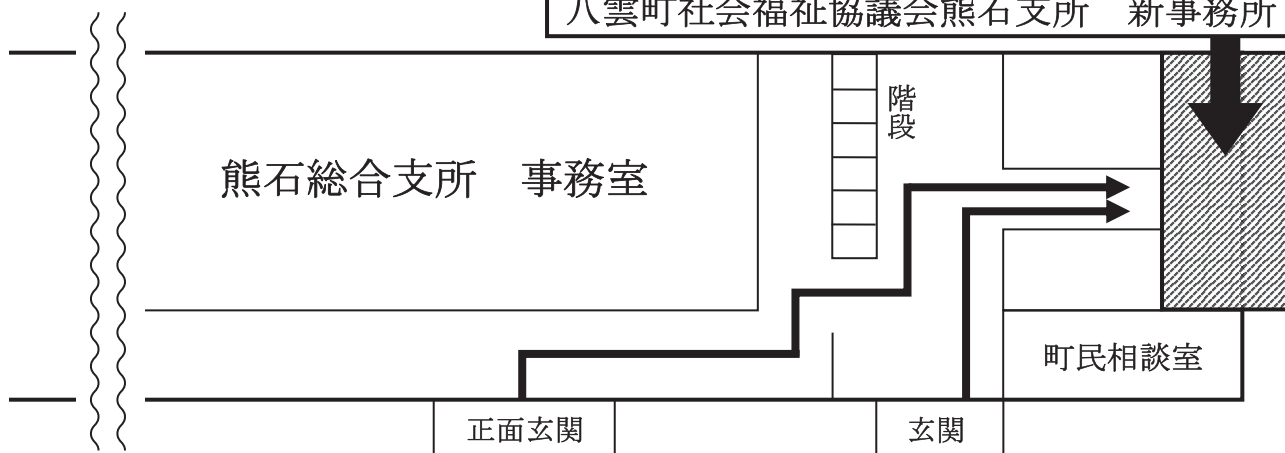 八雲町社会福祉協議会熊石支所　新事務所
階段
熊石総合支所　事務室
町民相談室
正面玄関
玄関